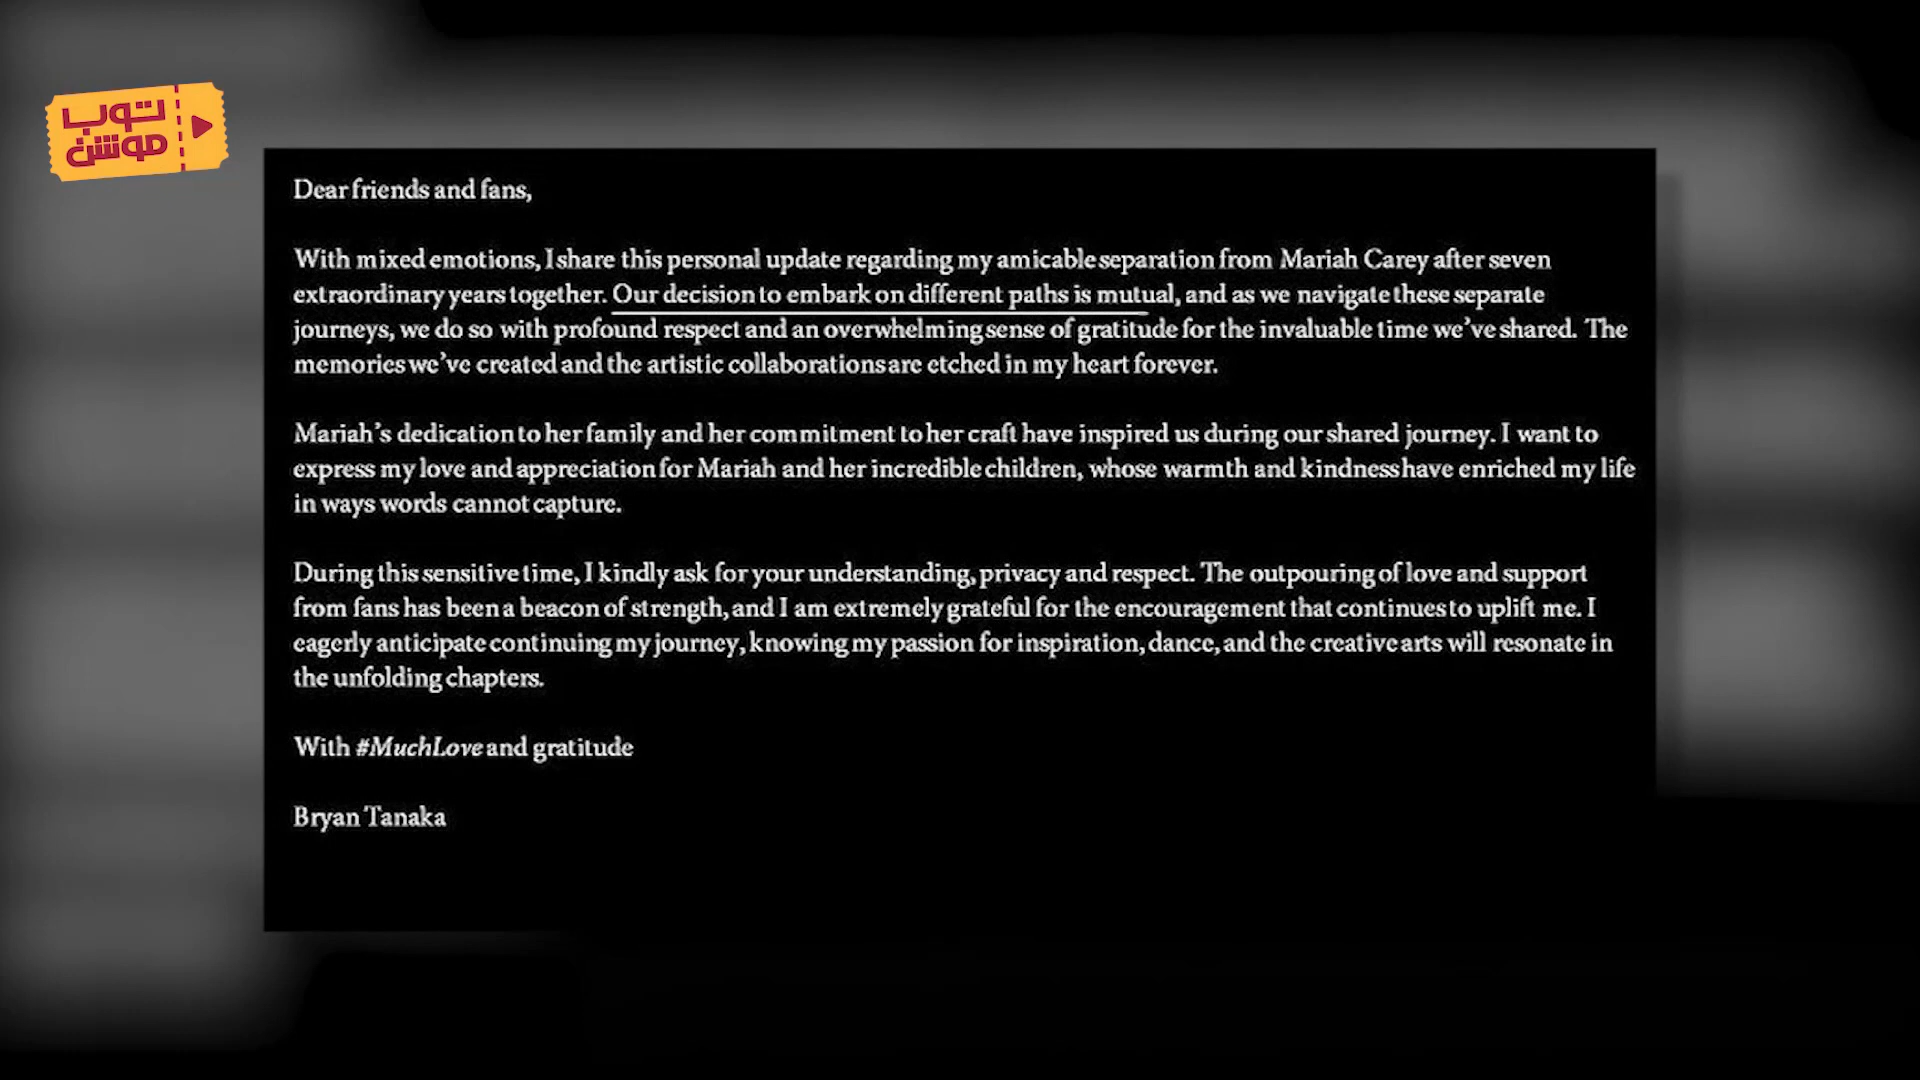 توب
موشن
Dear friends and fans,
With mixed emotions, I share this personal update regarding my amicable separation from Mariah Carey after seven
extraordinary years together. Our decision to embark on different paths is mutual, and as we navigate these separate
journeys, we do so with profound respect and an overwhelming sense of gratitude for the invaluable time we've shared. The
memories we've created and the artistic collaborations are etched in my heart forever.
Mariah's dedication to her family and her commitment to her craft have inspired us during our shared journey. I want to
express my love and appreciation for Mariah and her incredible children, whose warmth and kindness have enriched my life
in ways words cannot capture.
During this sensitive time, I kindly ask for your understanding, privacy and respect. The outpouring of love and support
from fans has been a beacon of strength, and I am extremely grateful for the encouragement that continues to uplift me. I
eagerly anticipate continuing my journey, knowing my passion for inspiration, dance, and the creative arts will resonate in
the unfolding chapters.
With #MuchLove and gratitude
Bryan Tanaka